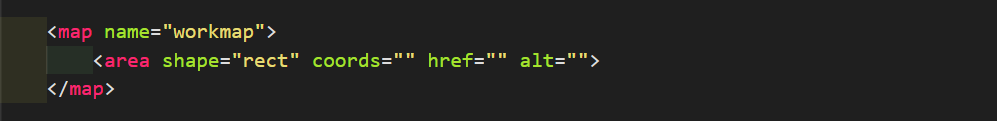 <map name="workmap">
<area shape="rect" coords="" href="" alt="">
</map>